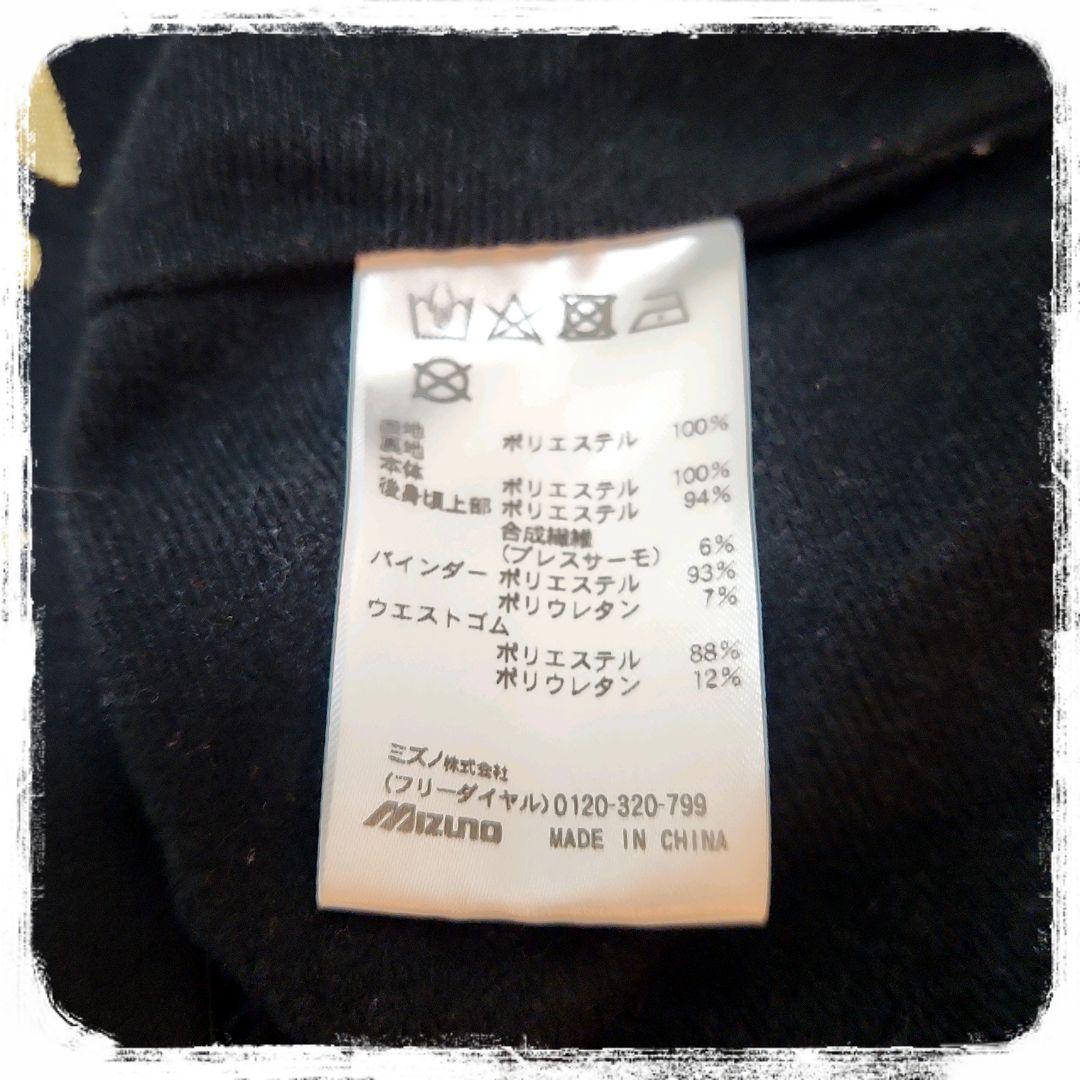 表地 ポリエステル 100%
裏地
本体 ポリエステル 100%
後身頃上部 ポリエステル 94%
合成繊維
(ブレスサーモ) 6%
バインダー ポリエステル 93%
ポリウレタン 7%
ウエストゴム
ポリエステル 88%
ポリウレタン 12%
ミズノ株式会社
(フリーダイヤル)0120-320-799
MIZUNO MADE IN CHINA